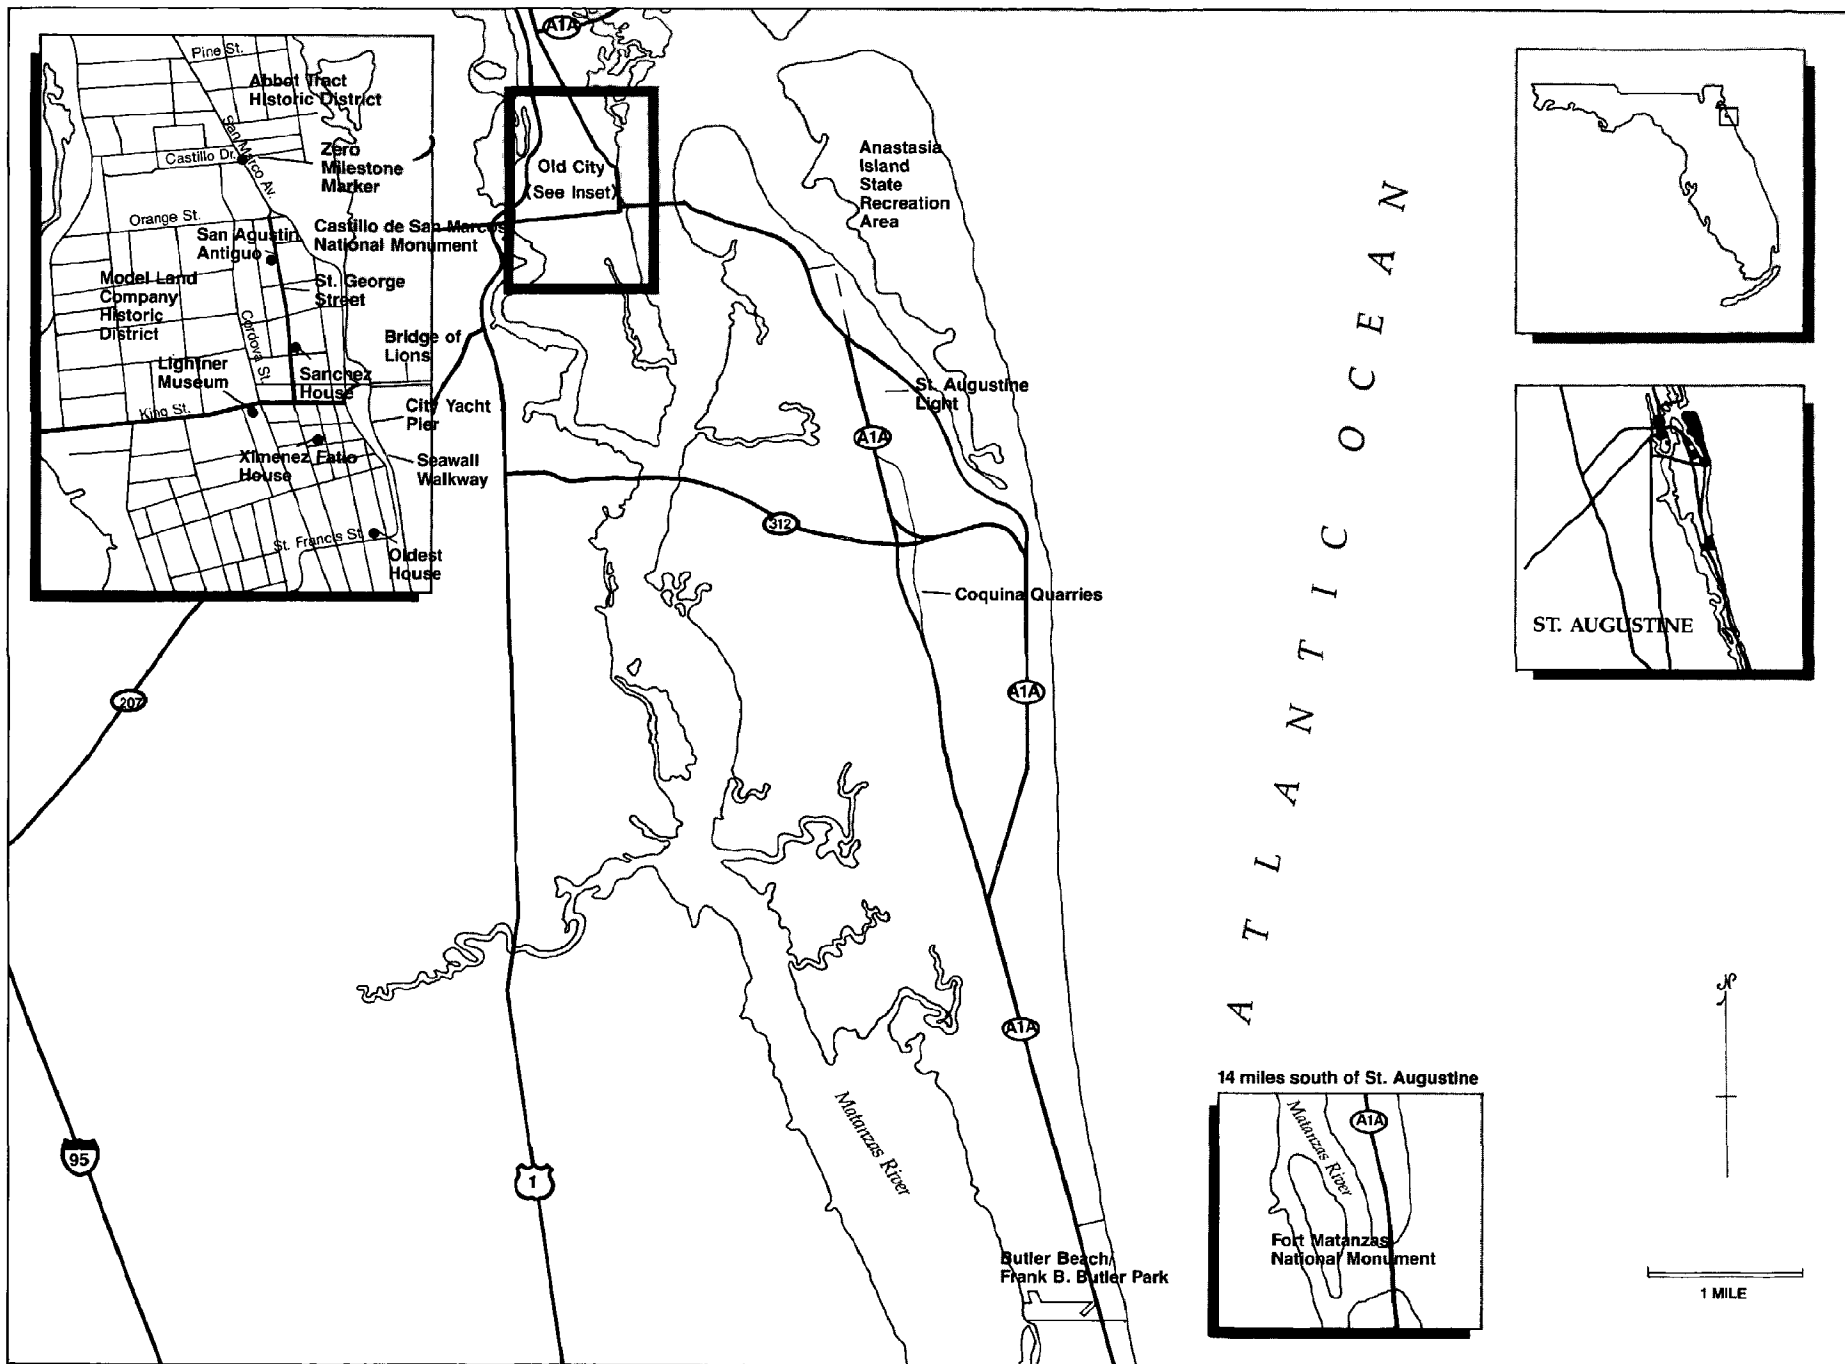 A1A
Pine St.
Abbot Tract
Historic District
San Marco Av.
Castillo Dr.
Zero
Milestone
Marker
Orange St.
San Agustin
Antiguo
Castillo de San Marcos
National Monument
Model Land
Company
Historic
District
St. George
Street
Cordova St.
Bridge of
Lions
Lightner
Museum
Sanchez
House
King St.
City Yacht
Pier
Ximenez Fatio
House
Seawall
Walkway
St. Francis St.
Oldest
House
Old City
(See Inset)
Anastasia
Island
State
Recreation
Area
St. Augustine
Light
A1A
312
Coquina Quarries
A1A
207
ATLANTIC OCEAN
ST. AUGUSTINE
A1A
95
1
Matanzas River
Butler Beach/
Frank B. Butler Park
14 miles south of St. Augustine
Matanzas River
A1A
Fort Matanzas
National Monument
N
1 MILE